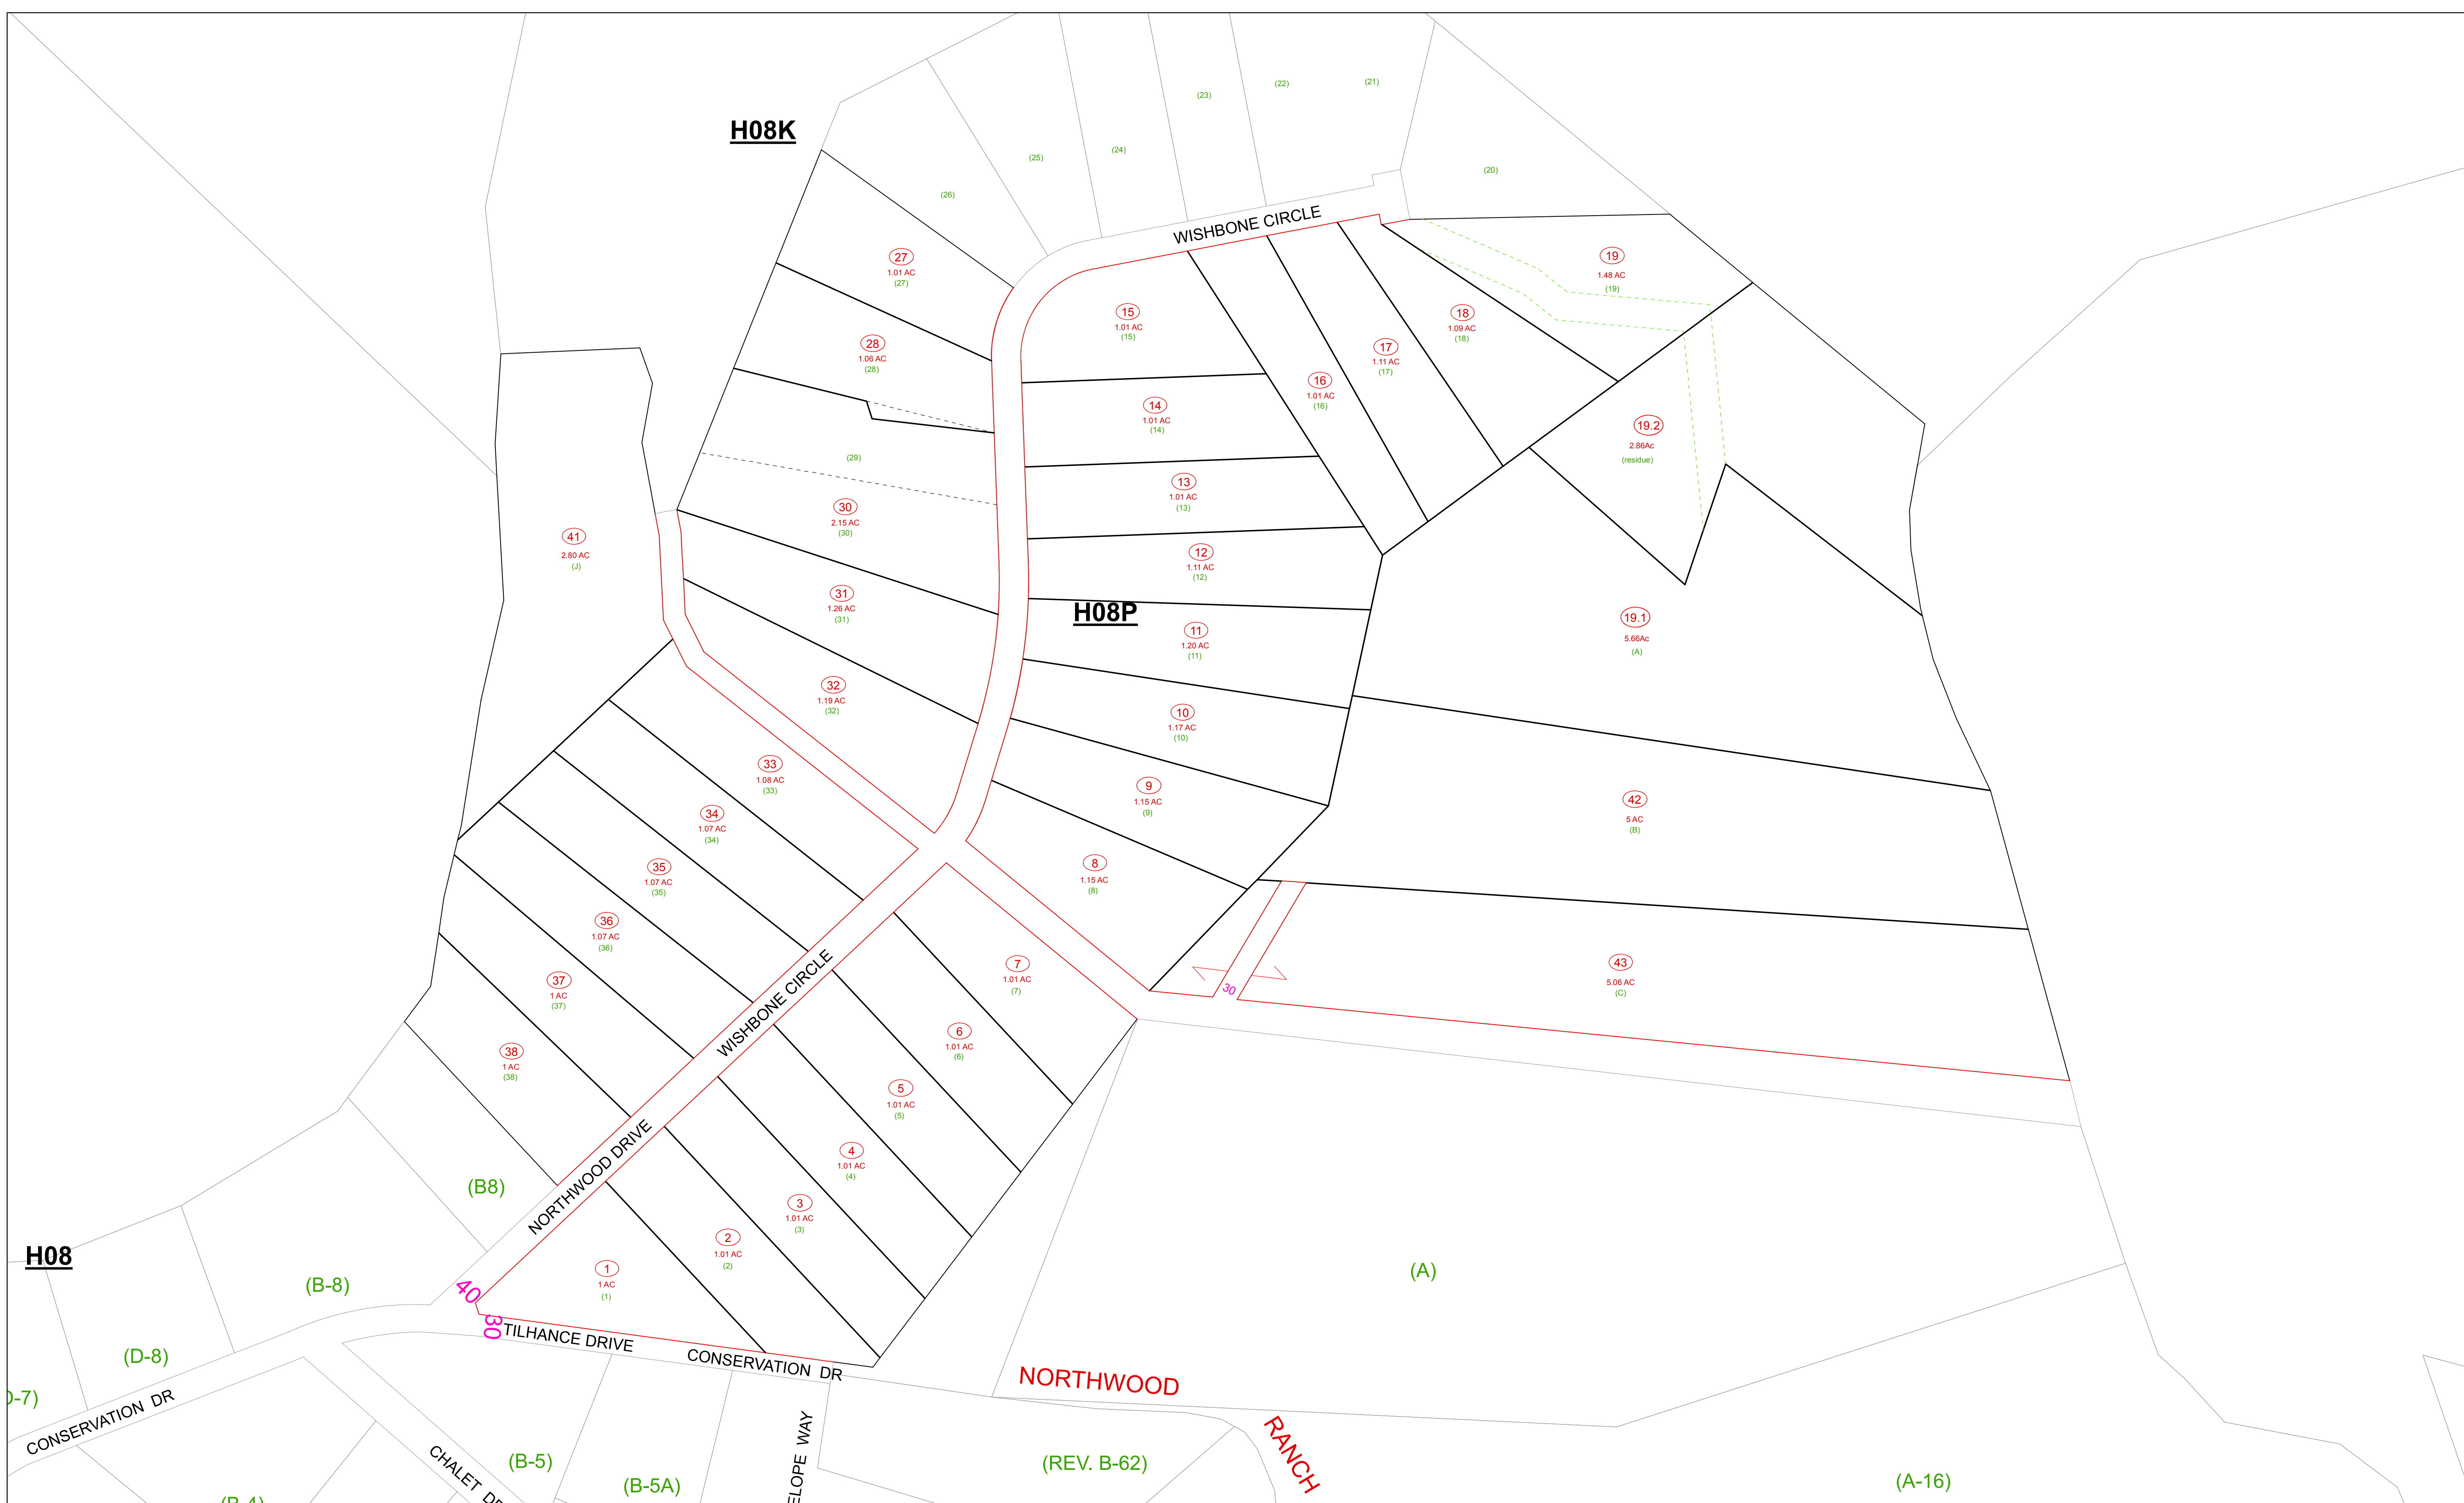 (21)
(22)
(23)
H08K
(24)
(25)
(20)
(26)
WISHBONE CIRCLE
27
1.01 AC
(27)
19
1.48 AC
(19)
15
1.01 AC
(15)
18
1.09 AC
(18)
28
1.06 AC
(28)
17
1.11 AC
(17)
16
1.01 AC
(16)
14
1.01 AC
(14)
19.2
2.86Ac
(residue)
(29)
13
1.01 AC
(13)
30
2.15 AC
(30)
41
2.80 AC
(J)
12
1.11 AC
(12)
H08P
31
1.26 AC
(31)
19.1
5.66Ac
(A)
11
1.20 AC
(11)
32
1.19 AC
(32)
10
1.17 AC
(10)
33
1.08 AC
(33)
9
1.15 AC
(9)
42
5 AC
(B)
34
1.07 AC
(34)
8
1.15 AC
(8)
35
1.07 AC
(35)
36
1.07 AC
(36)
7
1.01 AC
(7)
43
5.06 AC
(C)
30
37
1 AC
(37)
WISHBONE CIRCLE
6
1.01 AC
(6)
38
1 AC
(38)
5
1.01 AC
(5)
4
1.01 AC
(4)
NORTHWOOD DRIVE
(B8)
3
1.01 AC
(3)
2
1.01 AC
(2)
H08
1
1 AC
(1)
(A)
(B-8)
40
30
TILHANCE DRIVE
CONSERVATION DR
(D-8)
NORTHWOOD
RANCH
D-7)
CONSERVATION DR
CHALET
(B-5)
(B-5A)
ELOPE WAY
(REV. B-62)
(A-16)